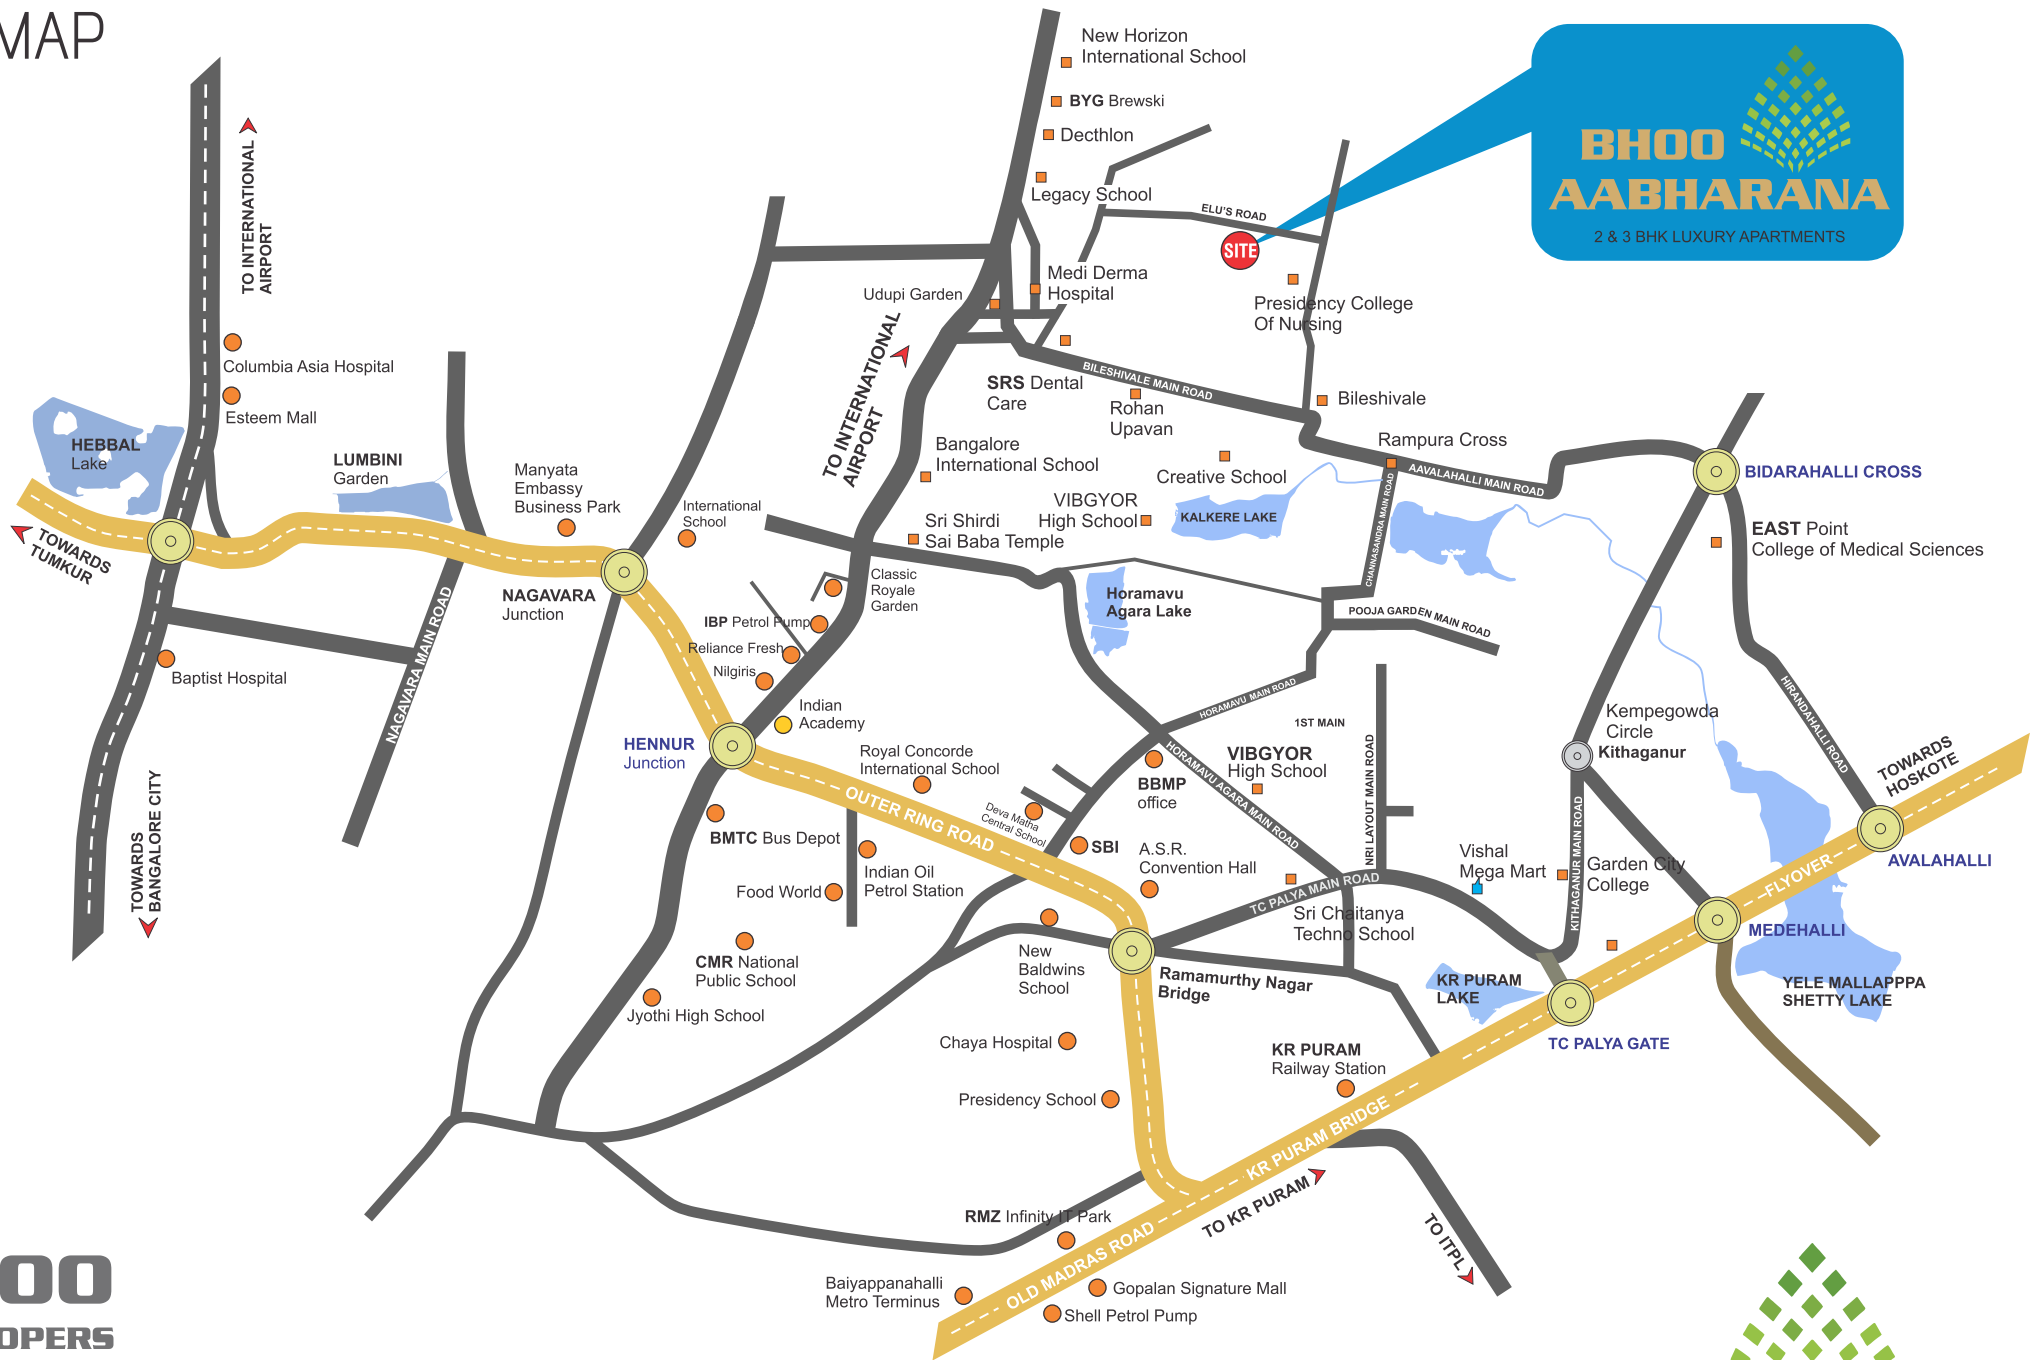 MAP
New Horizon
International School
BYG Brewski
Decthlon
Legacy School
ELU'S ROAD
SITE
BHOO
AABHARANA
2 & 3 BHK LUXURY APARTMENTS
TO INTERNATIONAL
AIRPORT
Medi Derma
Hospital
Udupi Garden
Presidency College
Of Nursing
TO INTERNATIONAL
AIRPORT
Columbia Asia Hospital
Esteem Mall
BILESHIVALE MAIN ROAD
SRS Dental
Care
Rohan
Upavan
Bileshivale
HEBBAL
Lake
LUMBINI
Garden
Manyata
Embassy
Business Park
International
School
Bangalore
International School
Creative School
Rampura Cross
AAVALAHALLI MAIN ROAD
BIDARAHALLI CROSS
VIBGYOR
High School
KALKERE LAKE
CHANNASANDRA MAIN ROAD
Sri Shirdi
Sai Baba Temple
EAST Point
College of Medical Sciences
TOWARDS
TUMKUR
NAGAVARA
Junction
Classic
Royale
Garden
IBP Petrol Pump
Reliance Fresh
Nilgiris
Horamavu
Agara Lake
POOJA GARDEN MAIN ROAD
NAGAVARA MAIN ROAD
Baptist Hospital
Indian
Academy
HORAMAVU MAIN ROAD
1ST MAIN
HIRANDAHALLI ROAD
Kempegowda
Circle
Kithaganur
HENNUR
Junction
Royal Concorde
International School
HORAMAVU AGARA MAIN ROAD
VIBGYOR
High School
NRI LAYOUT MAIN ROAD
TOWARDS
HOSKOTE
TOWARDS
BANGALORE CITY
OUTER RING ROAD
Deva Matha
Central School
BBMP
office
BMTC Bus Depot
SBI
A.S.R.
Convention Hall
Vishal
Mega Mart
Garden City
College
KITHAGANUR MAIN ROAD
FLYOVER
AVALAHALLI
Food World
Indian Oil
Petrol Station
TC PALYA MAIN ROAD
Sri Chaitanya
Techno School
MEDEHALLI
CMR National
Public School
New
Baldwins
School
Ramamurthy Nagar
Bridge
KR PURAM
LAKE
YELE MALLAPPPA
SHETTY LAKE
Jyothi High School
Chaya Hospital
KR PURAM
Railway Station
TC PALYA GATE
Presidency School
KR PURAM BRIDGE
TO KR PURAM
RMZ Infinity IT Park
OLD MADRAS ROAD
TO ITPL
Baiyappanahalli
Metro Terminus
Gopalan Signature Mall
Shell Petrol Pump
OO
OPERS